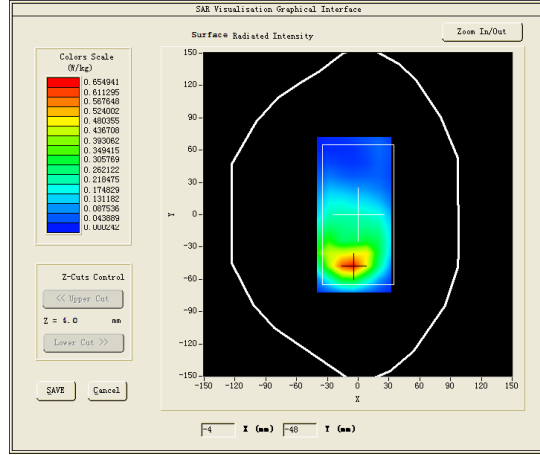 SAR Visualisation Graphical Interface
Surface Radiated Intensity
Zoom In/Out
Colors Scale
(W/kg)
0.654941
0.611295
0.567648
0.524002
0.480355
0.436708
0.393062
0.349415
0.305769
0.262122
0.218475
0.174829
0.131182
0.087536
0.043889
0.000242
Z-Cuts Control
<< Upper Cut
Z = 4.0 mm
Lower Cut >>
SAVE
Cancel
150
120
90
60
30
0
-30
-60
-90
-120
-150
Y
-150 -120 -90 -60 -30 0 30 60 90 120 150
X
-4 X (mm) -48 Y (mm)